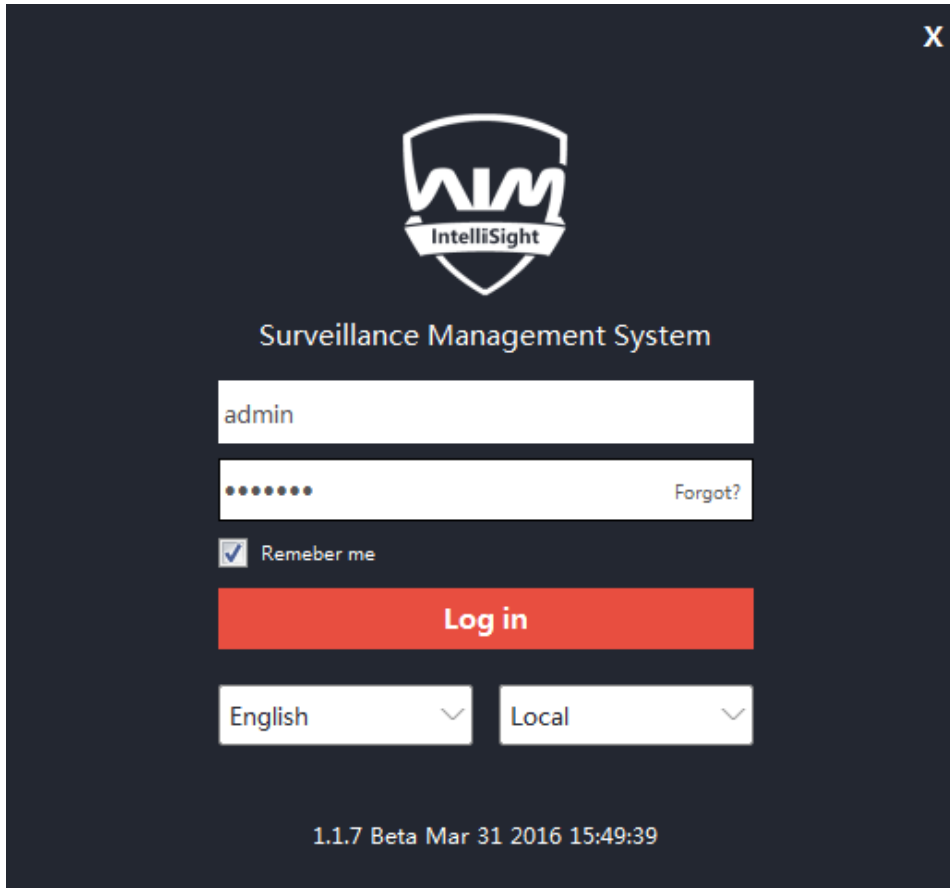 X
AIM
IntelliSight
Surveillance Management System
admin
••••••• Forgot?
Remeber me
Log in
English Local
1.1.7 Beta Mar 31 2016 15:49:39